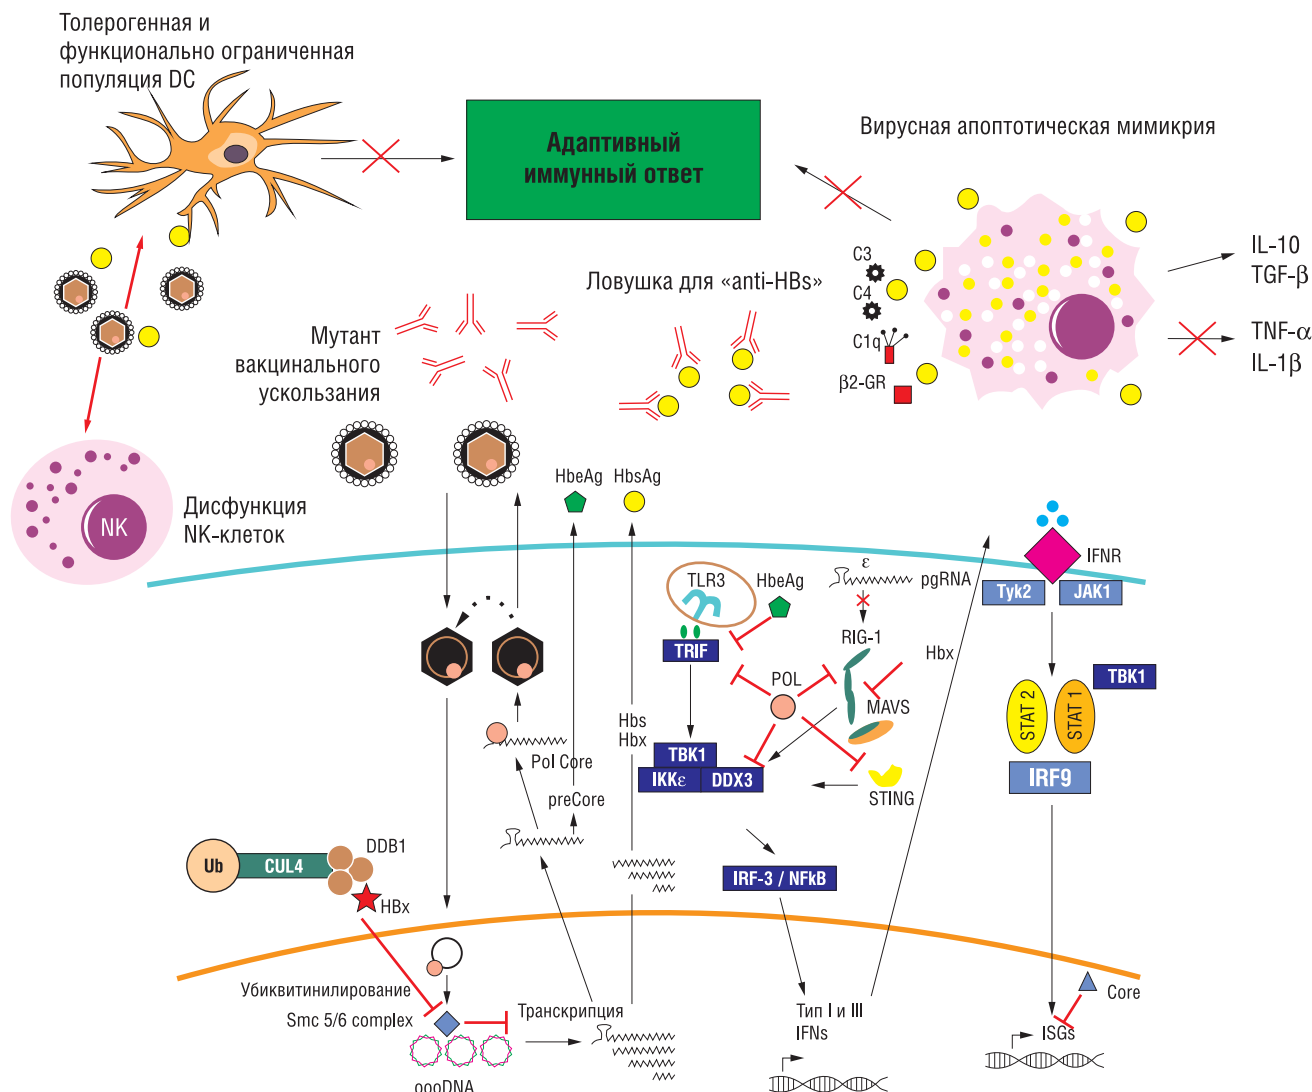 Толерогенная и
функционально ограниченная
популяция DC
Адаптивный
иммунный ответ
Вирусная апоптотическая мимикрия
IL-10
TGF-β
TNF-α
IL-1β
C3
C4
C1q
β2-GR
Ловушка для «anti-HBs»
Мутант
вакцинального
ускользания
NK
Дисфункция
NK-клеток
HbeAg
HbsAg
IFNR
Tyk2
JAK1
TLR3
HbeAg
ε
pgRNA
TRIF
RIG-1
Hbx
POL
MAVS
TBK1
STAT 2
STAT 1
Hbs
Hbx
Pol Core
TBK1
IKKε
DDX3
STING
IRF9
preCore
DDB1
Ub
CUL4
HBx
IRF-3 / NFkB
Убиквитинилирование
Smc 5/6 complex
Транскрипция
Тип I и III
IFNs
Core
ISGs